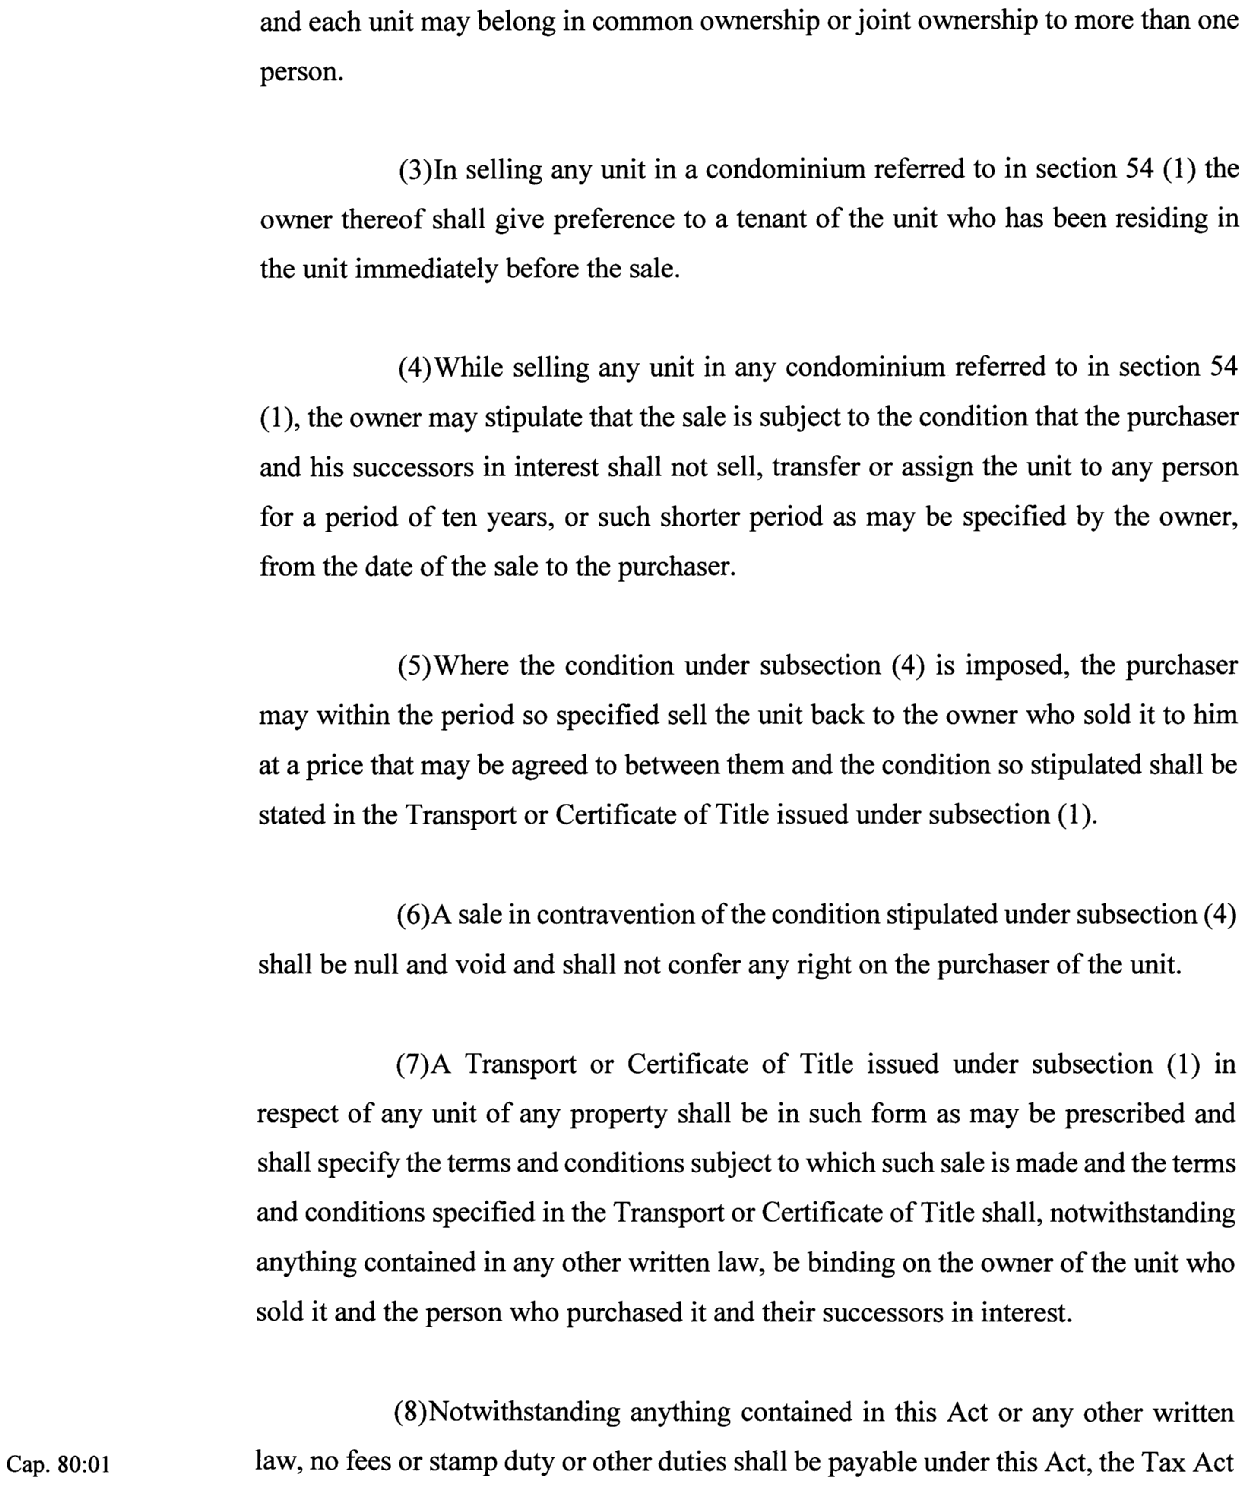 and each unit may belong in common ownership or joint ownership to more than one
person.
(3)In selling any unit in a condominium referred to in section 54 (1) the
owner thereof shall give preference to a tenant of the unit who has been residing in
the unit immediately before the sale.
(4)While selling any unit in any condominium referred to in section 54
(1), the owner may stipulate that the sale is subject to the condition that the purchaser
and his successors in interest shall not sell, transfer or assign the unit to any person
for a period of ten years, or such shorter period as may be specified by the owner,
from the date of the sale to the purchaser.
(5)Where the condition under subsection (4) is imposed, the purchaser
may within the period so specified sell the unit back to the owner who sold it to him
at a price that may be agreed to between them and the condition so stipulated shall be
stated in the Transport or Certificate of Title issued under subsection (1).
(6)A sale in contravention of the condition stipulated under subsection (4)
shall be null and void and shall not confer any right on the purchaser of the unit.
(7)A Transport or Certificate of Title issued under subsection (1) in
respect of any unit of any property shall be in such form as may be prescribed and
shall specify the terms and conditions subject to which such sale is made and the terms
and conditions specified in the Transport or Certificate of Title shall, notwithstanding
anything contained in any other written law, be binding on the owner of the unit who
sold it and the person who purchased it and their successors in interest.
(8)Notwithstanding anything contained in this Act or any other written
Cap. 80:01 law, no fees or stamp duty or other duties shall be payable under this Act, the Tax Act